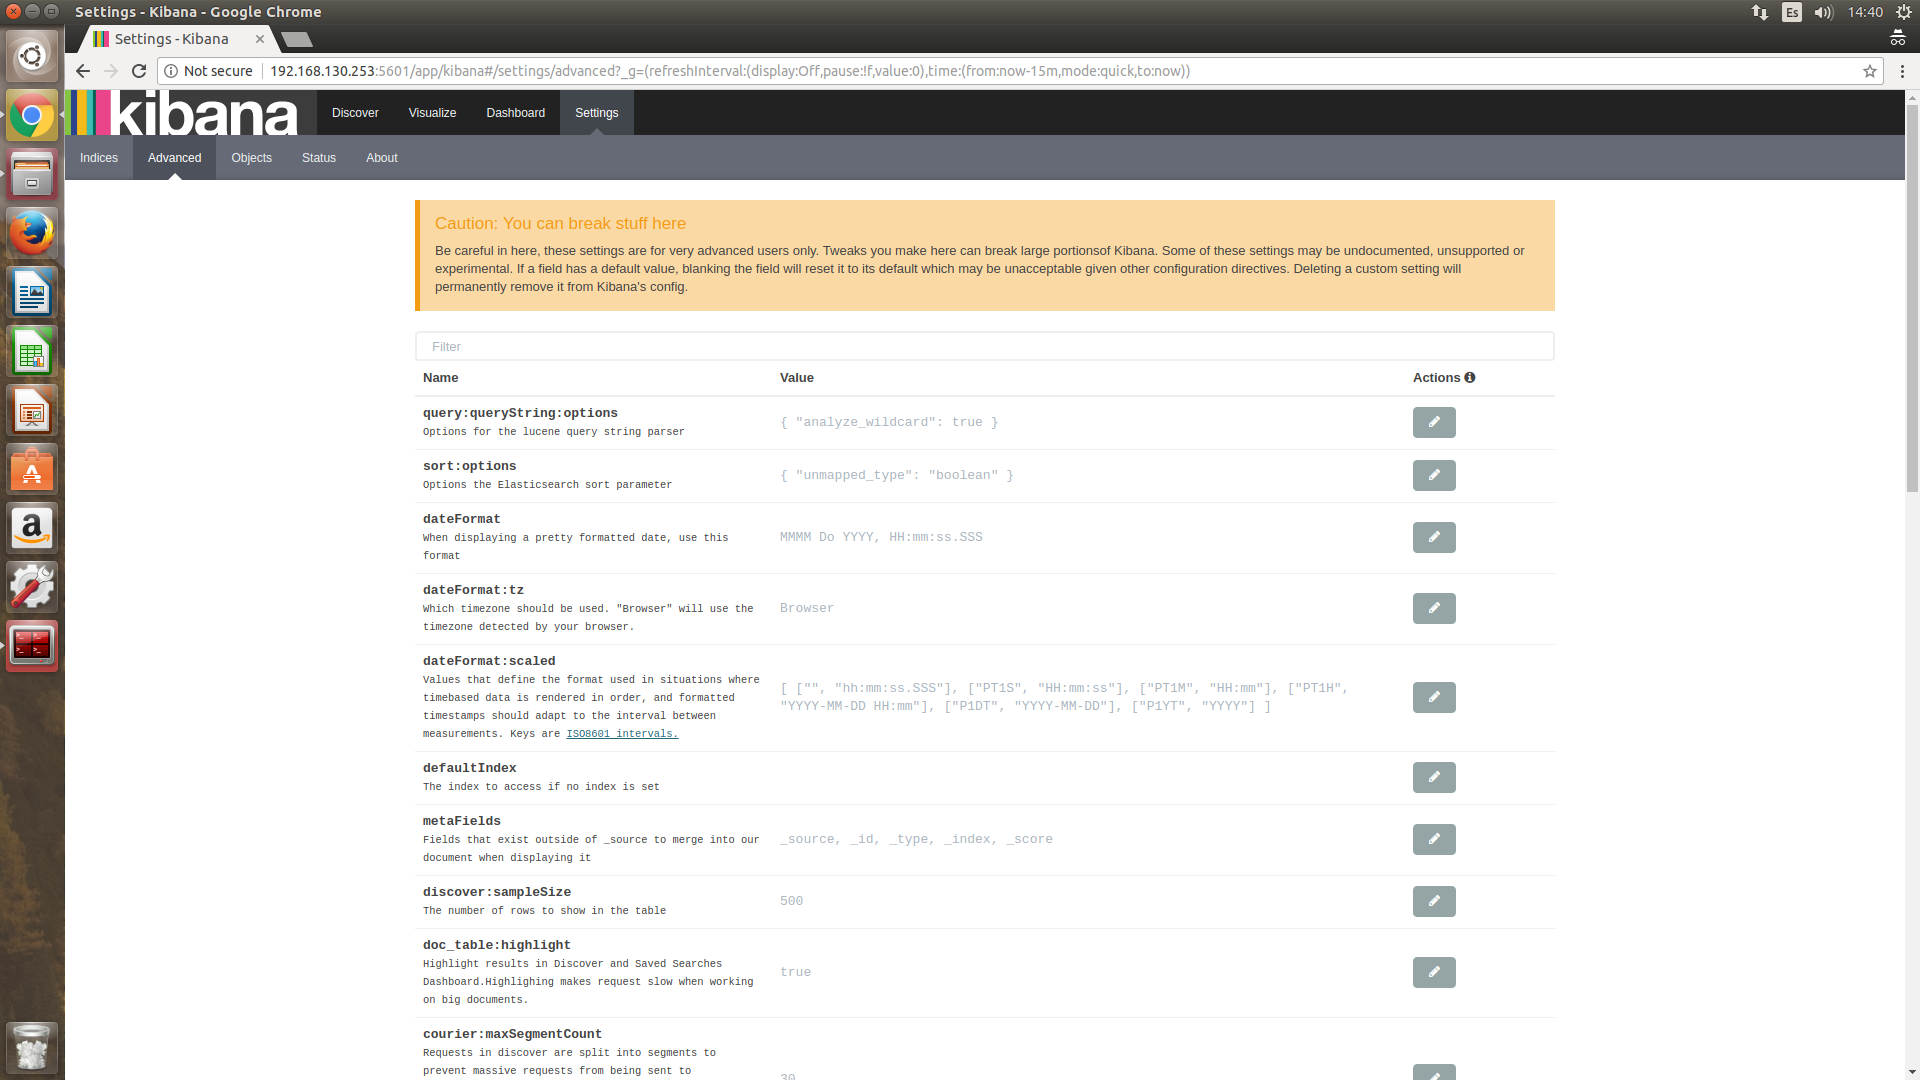 Settings - Kibana - Google Chrome
Es
14:40
Settings - Kibana
Not secure
192.168.130.253:5601/app/kibana#/settings/advanced?_g=(refreshInterval:(display:Off,pause:!f,value:0),time:(from:now-15m,mode:quick,to:now))
kibana
Discover
Visualize
Dashboard
Settings
Indices
Advanced
Objects
Status
About
Caution: You can break stuff here
Be careful in here, these settings are for very advanced users only. Tweaks you make here can break large portionsof Kibana. Some of these settings may be undocumented, unsupported or
experimental. If a field has a default value, blanking the field will reset it to its default which may be unacceptable given other configuration directives. Deleting a custom setting will
permanently remove it from Kibana's config.
Filter
Name
Value
Actions
query:queryString:options
Options for the lucene query string parser
{ "analyze_wildcard": true }
sort:options
Options the Elasticsearch sort parameter
{ "unmapped_type": "boolean" }
dateFormat
When displaying a pretty formatted date, use this
format
MMMM Do YYYY, HH:mm:ss.SSS
dateFormat:tz
Which timezone should be used. "Browser" will use the
timezone detected by your browser.
Browser
dateFormat:scaled
Values that define the format used in situations where
timebased data is rendered in order, and formatted
timestamps should adapt to the interval between
measurements. Keys are ISO8601 intervals.
[ ["", "hh:mm:ss.SSS"], ["PT1S", "HH:mm:ss"], ["PT1M", "HH:mm"], ["PT1H",
"YYYY-MM-DD HH:mm"], ["P1DT", "YYYY-MM-DD"], ["P1YT", "YYYY"] ]
defaultIndex
The index to access if no index is set
metaFields
Fields that exist outside of _source to merge into our
document when displaying it
_source, _id, _type, _index, _score
discover:sampleSize
The number of rows to show in the table
500
doc_table:highlight
Highlight results in Discover and Saved Searches
Dashboard.Highlighing makes request slow when working
on big documents.
true
courier:maxSegmentCount
Requests in discover are split into segments to
prevent massive requests from being sent to
30